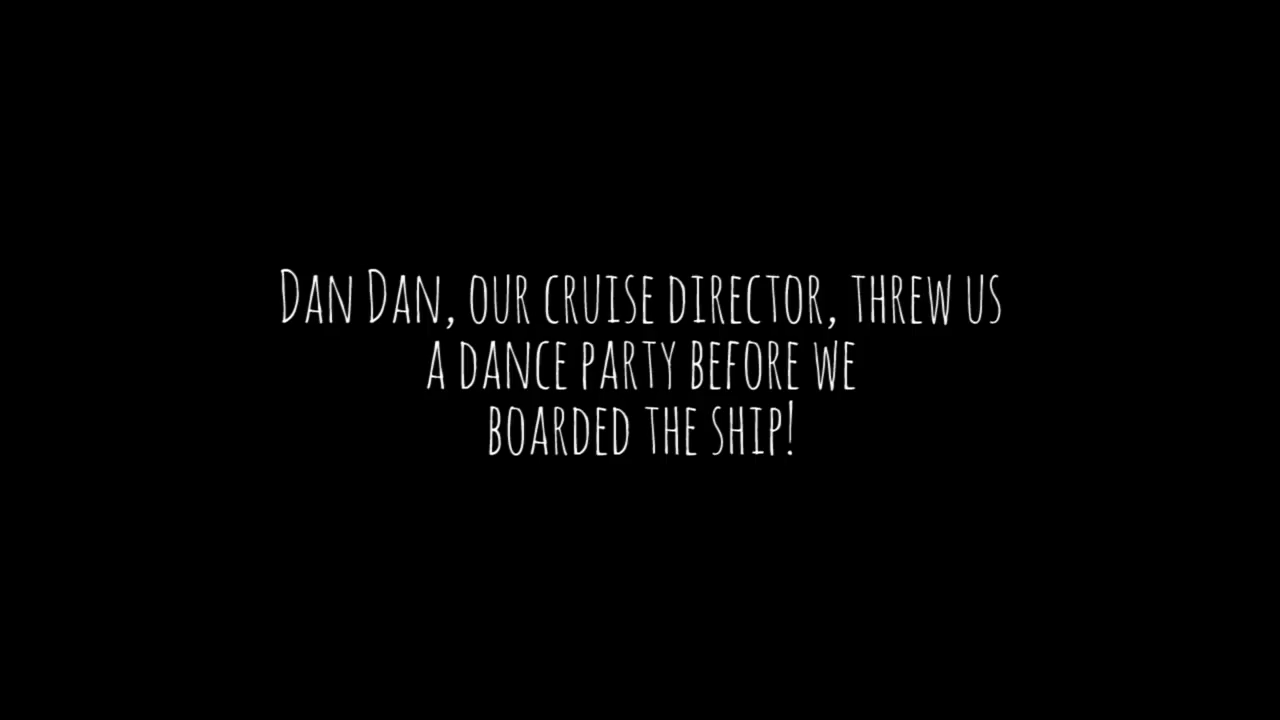 Dan Dan, our cruise director, threw us
a dance party before we
boarded the ship!